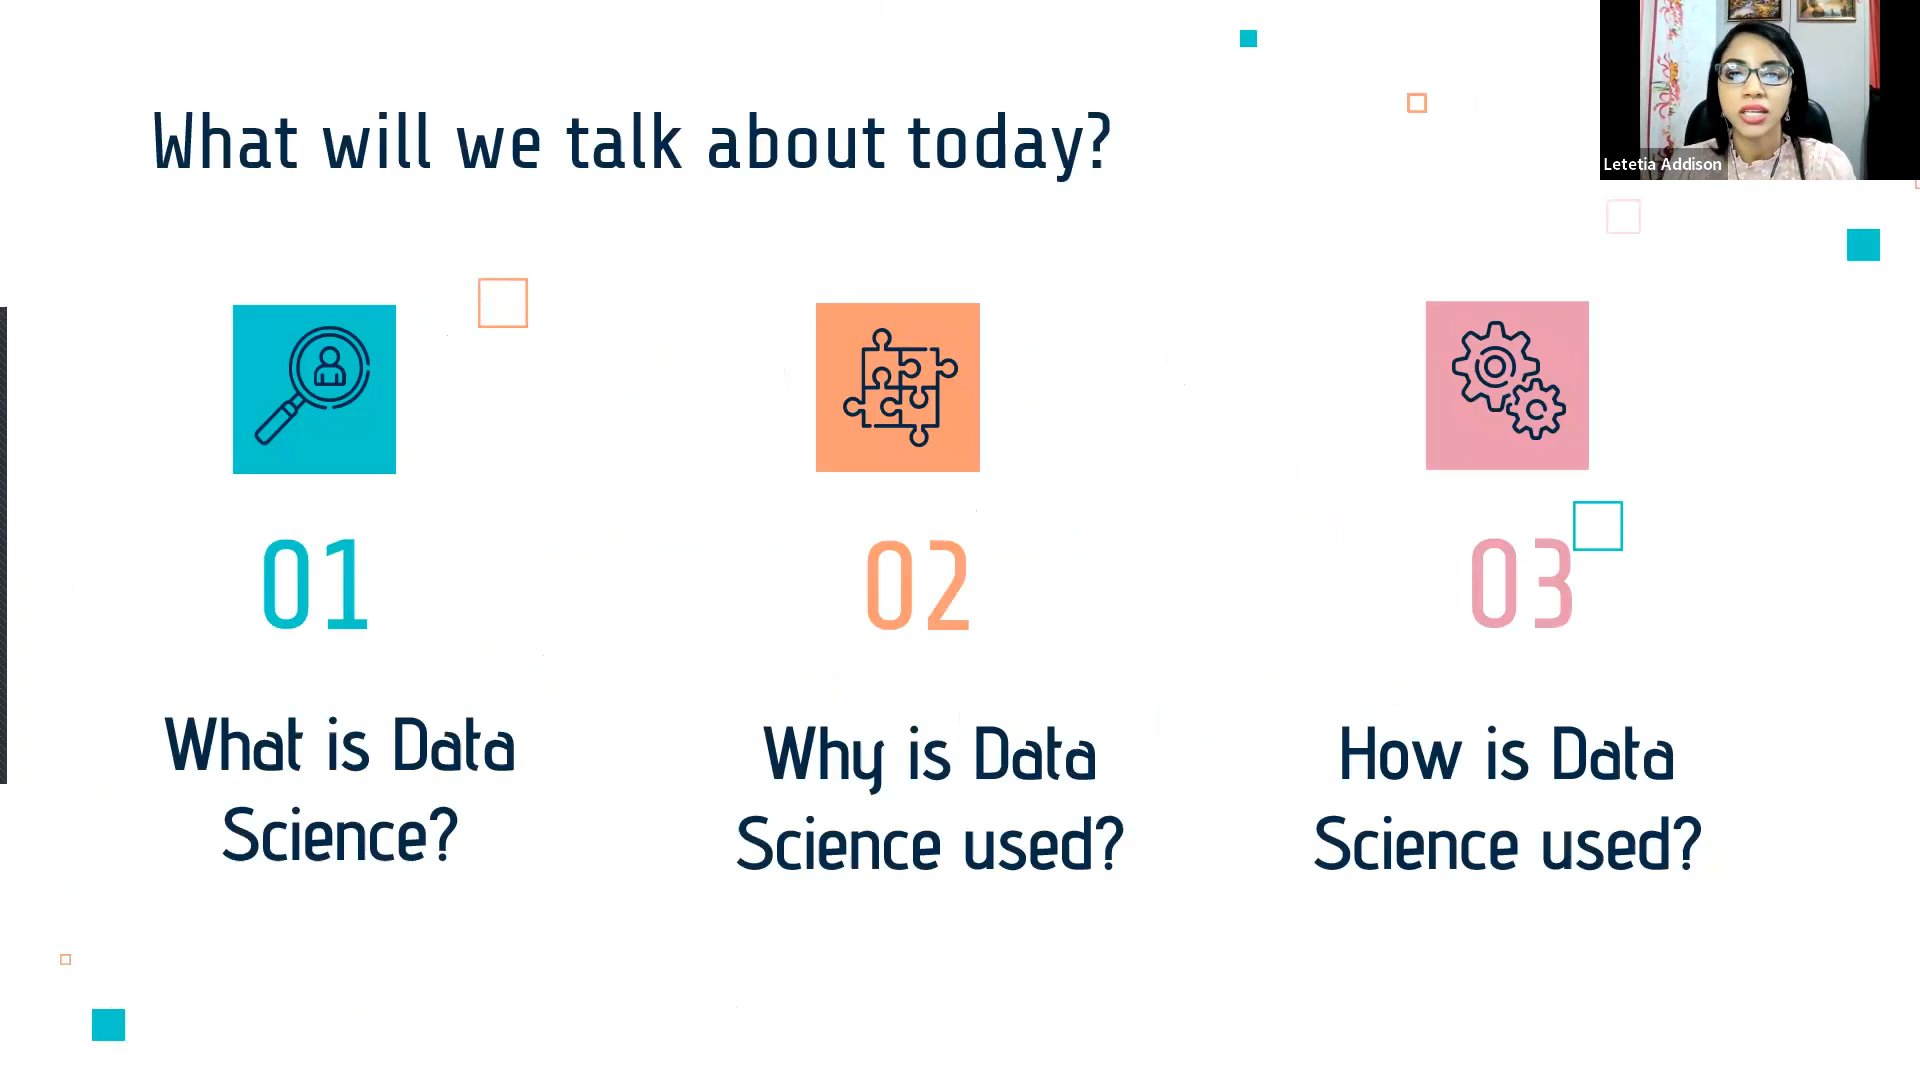 What will we talk about today?
Letetia Addison
01
02
03
What is Data
Science?
Why is Data
Science used?
How is Data
Science used?